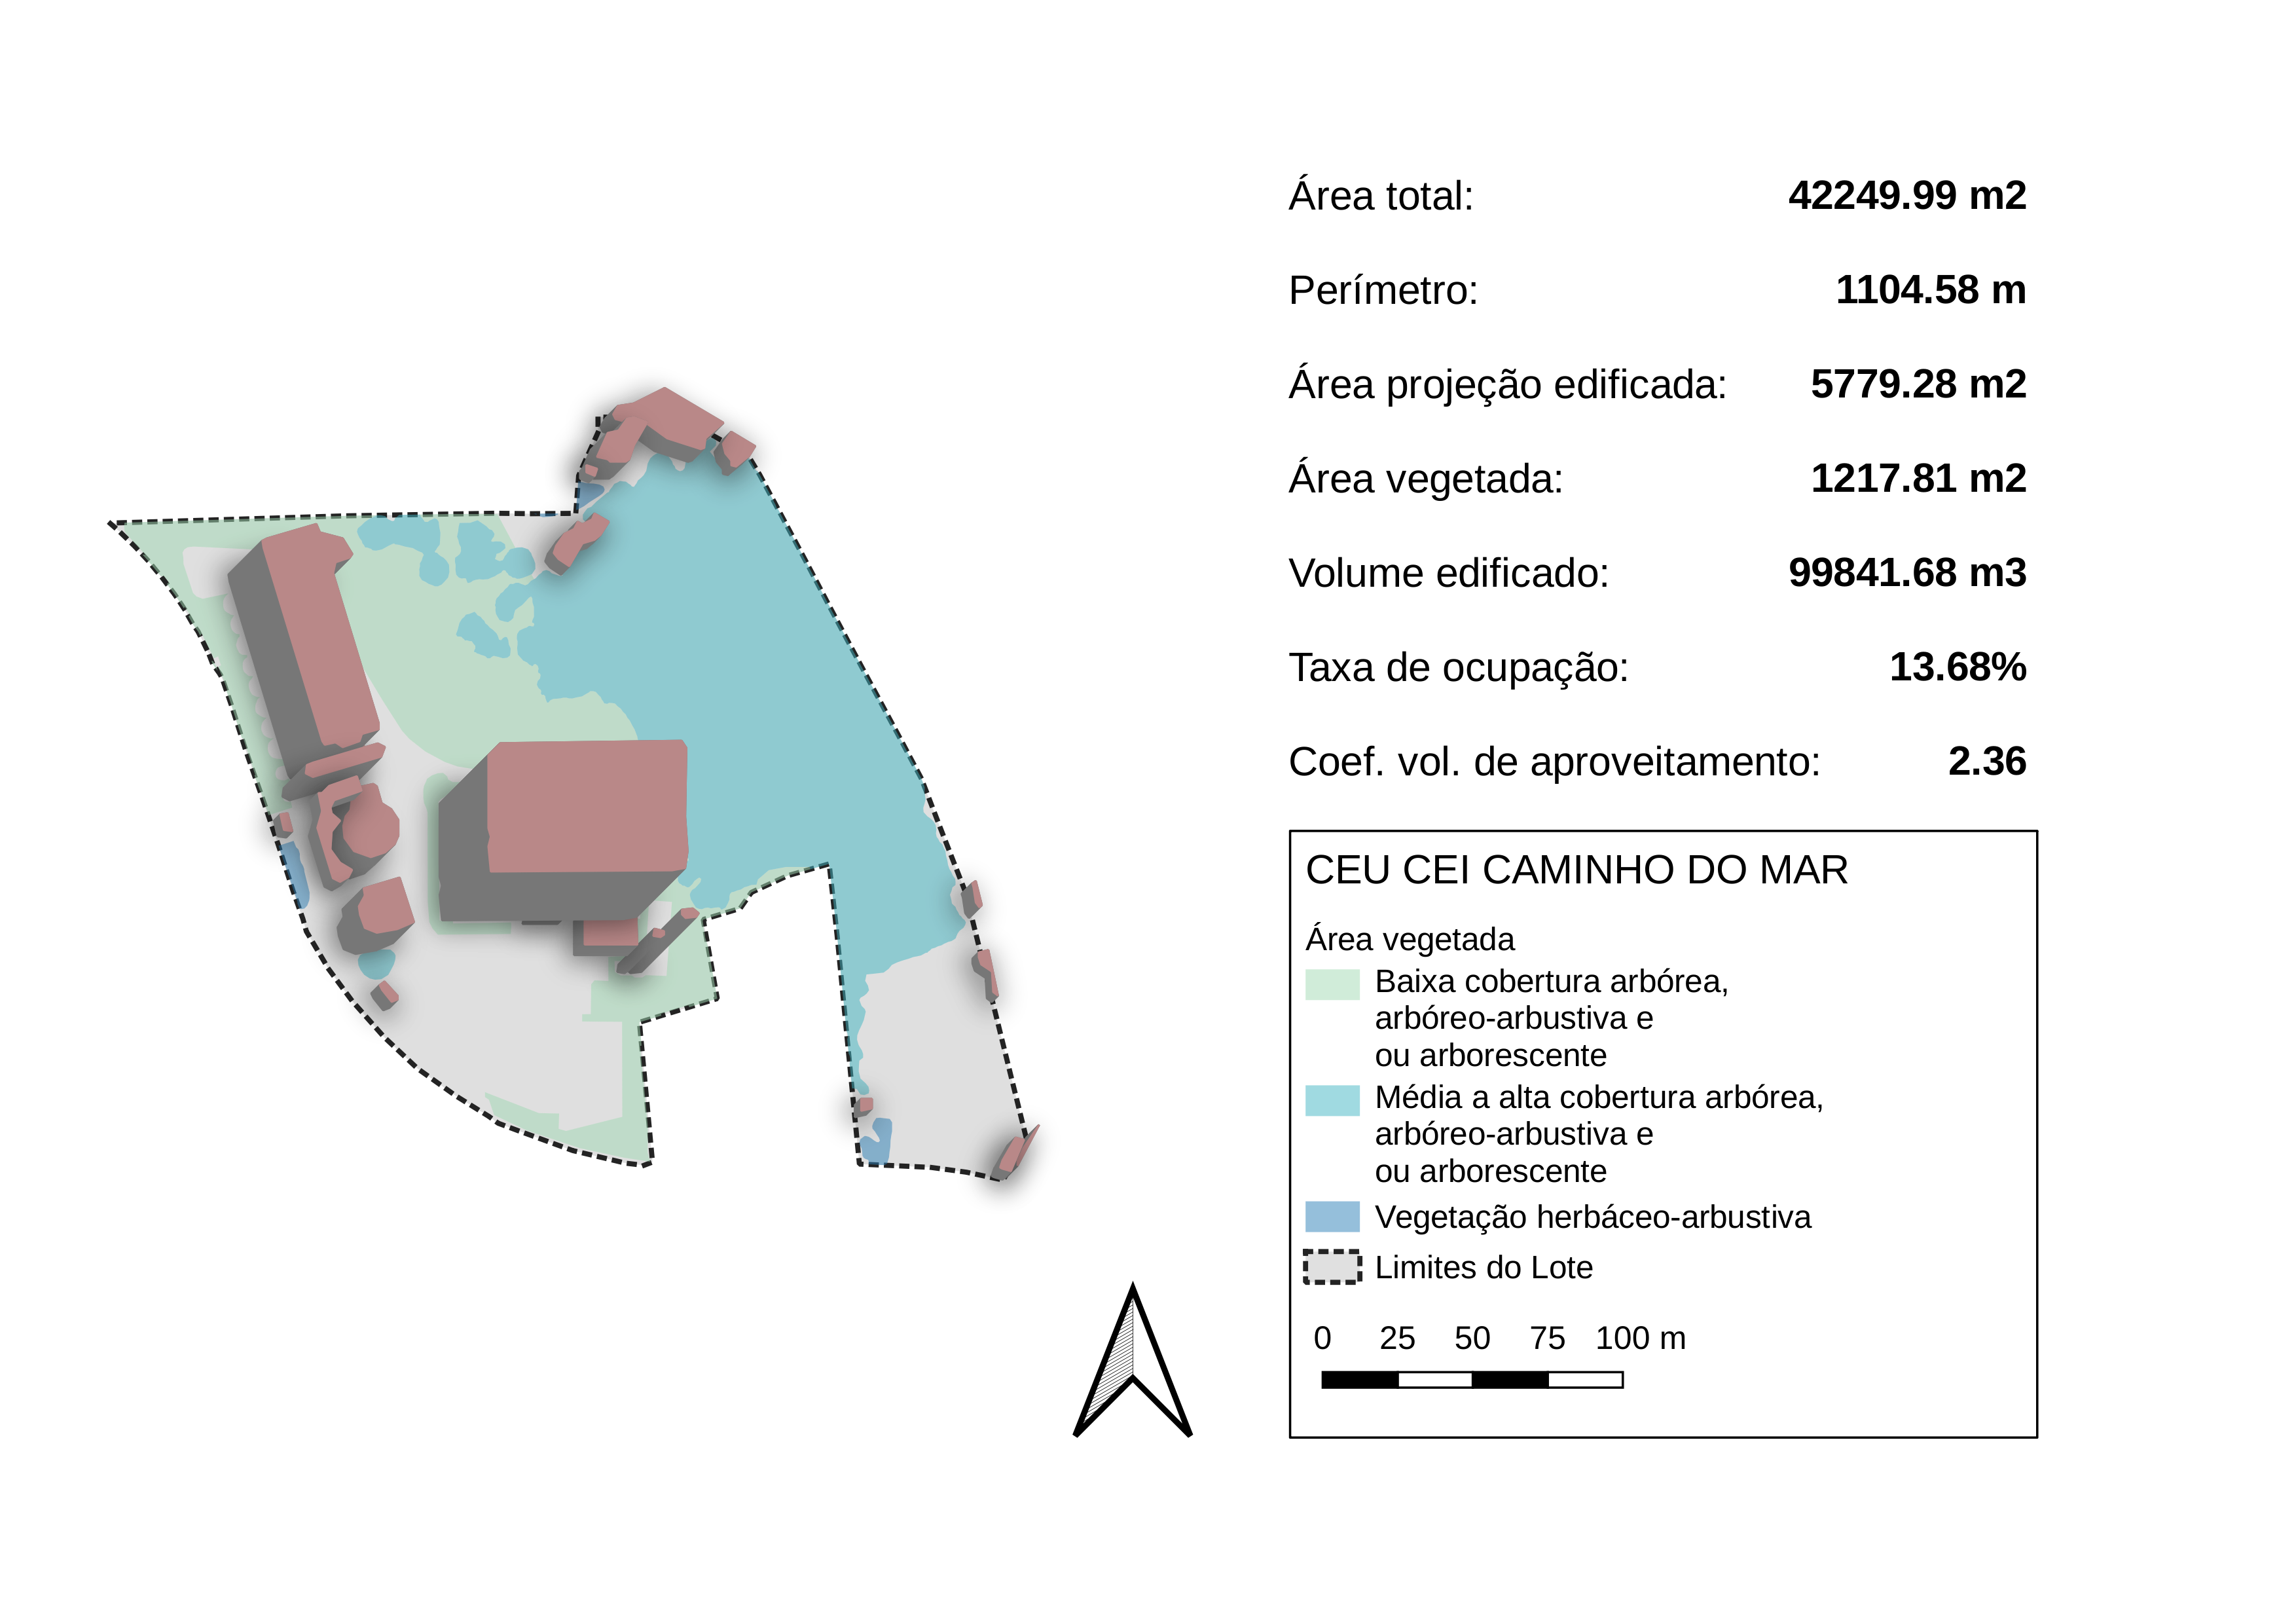 Área total: 42249.99 m2
Perímetro: 1104.58 m
Área projeção edificada: 5779.28 m2
Área vegetada: 1217.81 m2
Volume edificado: 99841.68 m3
Taxa de ocupação: 13.68%
Coef. vol. de aproveitamento: 2.36
CEU CEI CAMINHO DO MAR
Área vegetada
Baixa cobertura arbórea,
arbóreo-arbustiva e
ou arborescente
Média a alta cobertura arbórea,
arbóreo-arbustiva e
ou arborescente
Vegetação herbáceo-arbustiva
Limites do Lote
0 25 50 75 100 m